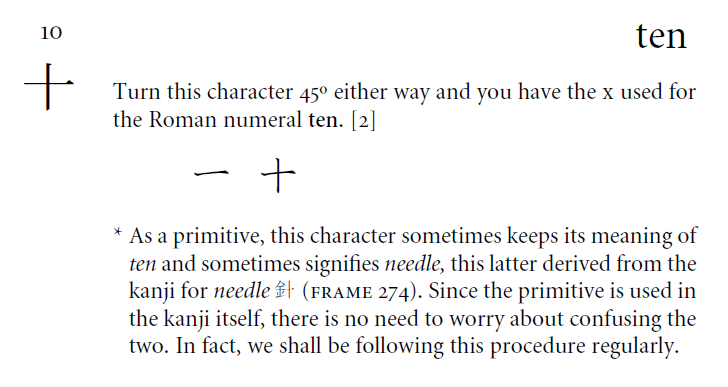 10
ten
十
Turn this character 45º either way and you have the x used for
the Roman numeral ten. [2]
一 十
* As a primitive, this character sometimes keeps its meaning of
ten and sometimes signifies needle, this latter derived from the
kanji for needle 針 (FRAME 274). Since the primitive is used in
the kanji itself, there is no need to worry about confusing the
two. In fact, we shall be following this procedure regularly.